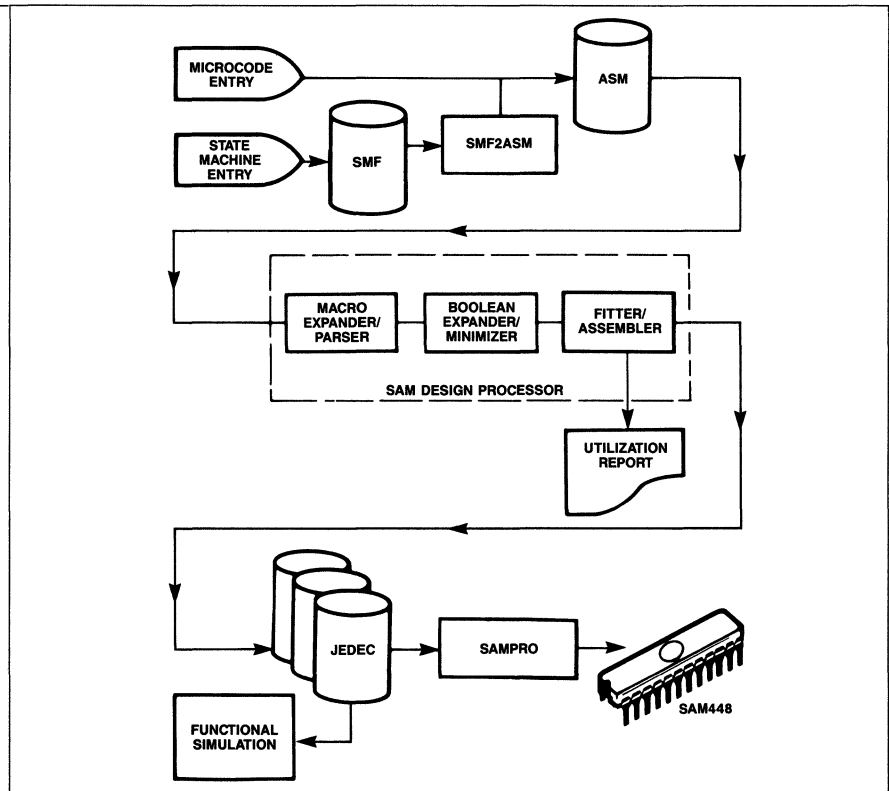 MICROCODE
ENTRY
ASM
STATE
MACHINE
ENTRY
SMF
SMF2ASM
MACRO
EXPANDER/
PARSER
BOOLEAN
EXPANDER/
MINIMIZER
FITTER/
ASSEMBLER
SAM DESIGN PROCESSOR
UTILIZATION
REPORT
JEDEC
SAMPRO
SAM448
FUNCTIONAL
SIMULATION